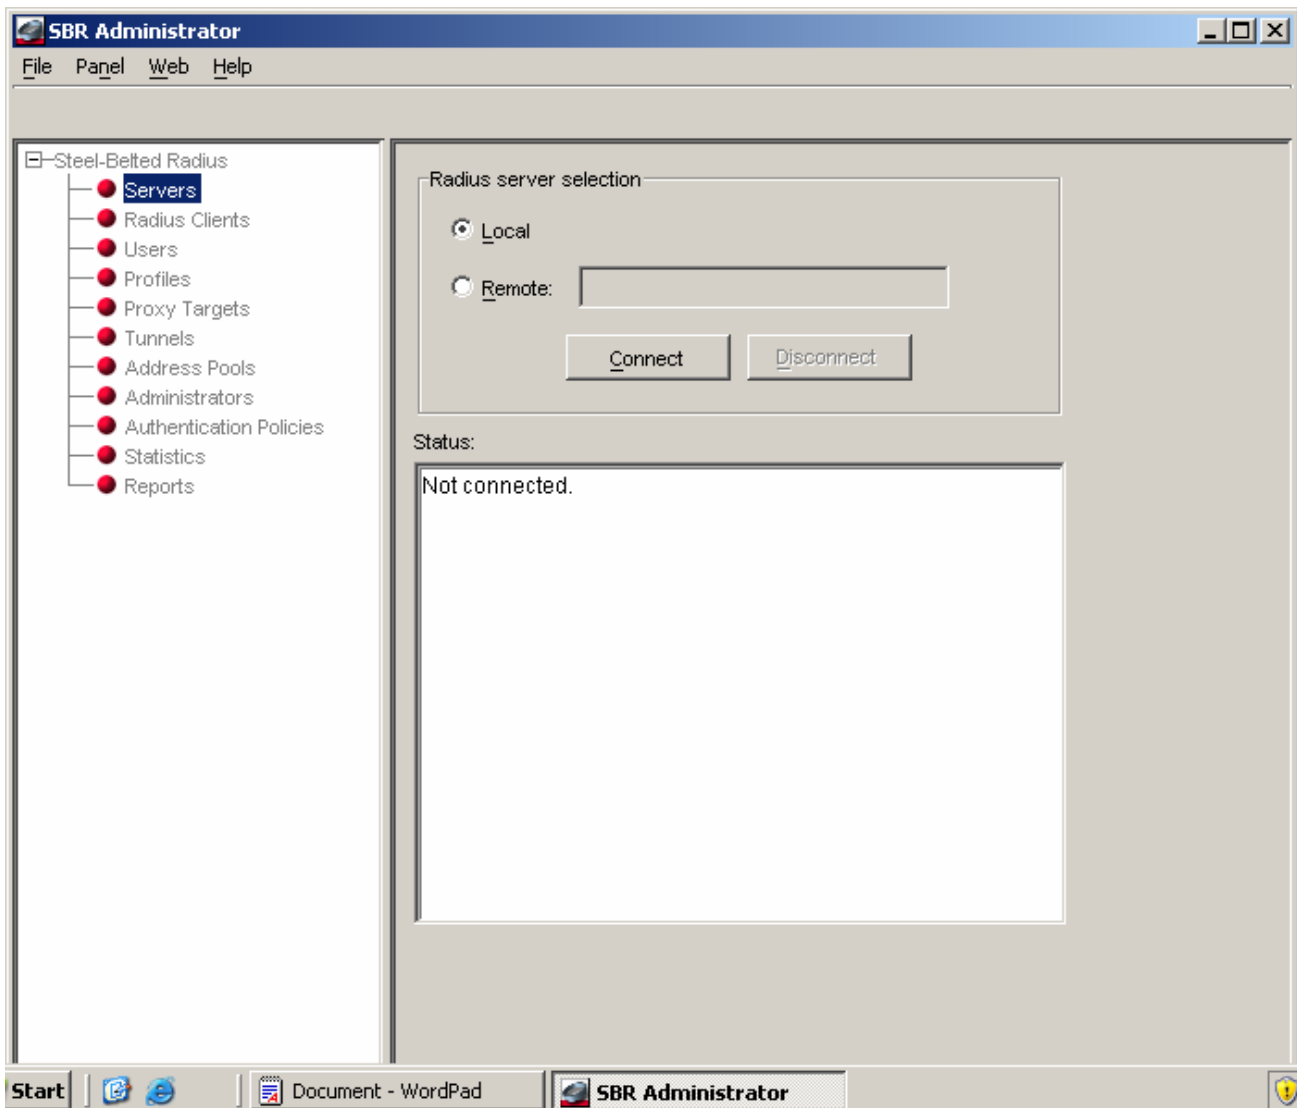 SBR Administrator
File Panel Web Help
Steel-Belted Radius
Servers
Radius Clients
Users
Profiles
Proxy Targets
Tunnels
Address Pools
Administrators
Authentication Policies
Statistics
Reports
Radius server selection
Local
Remote:
Connect Disconnect
Status:
Not connected.
Start Document - WordPad SBR Administrator